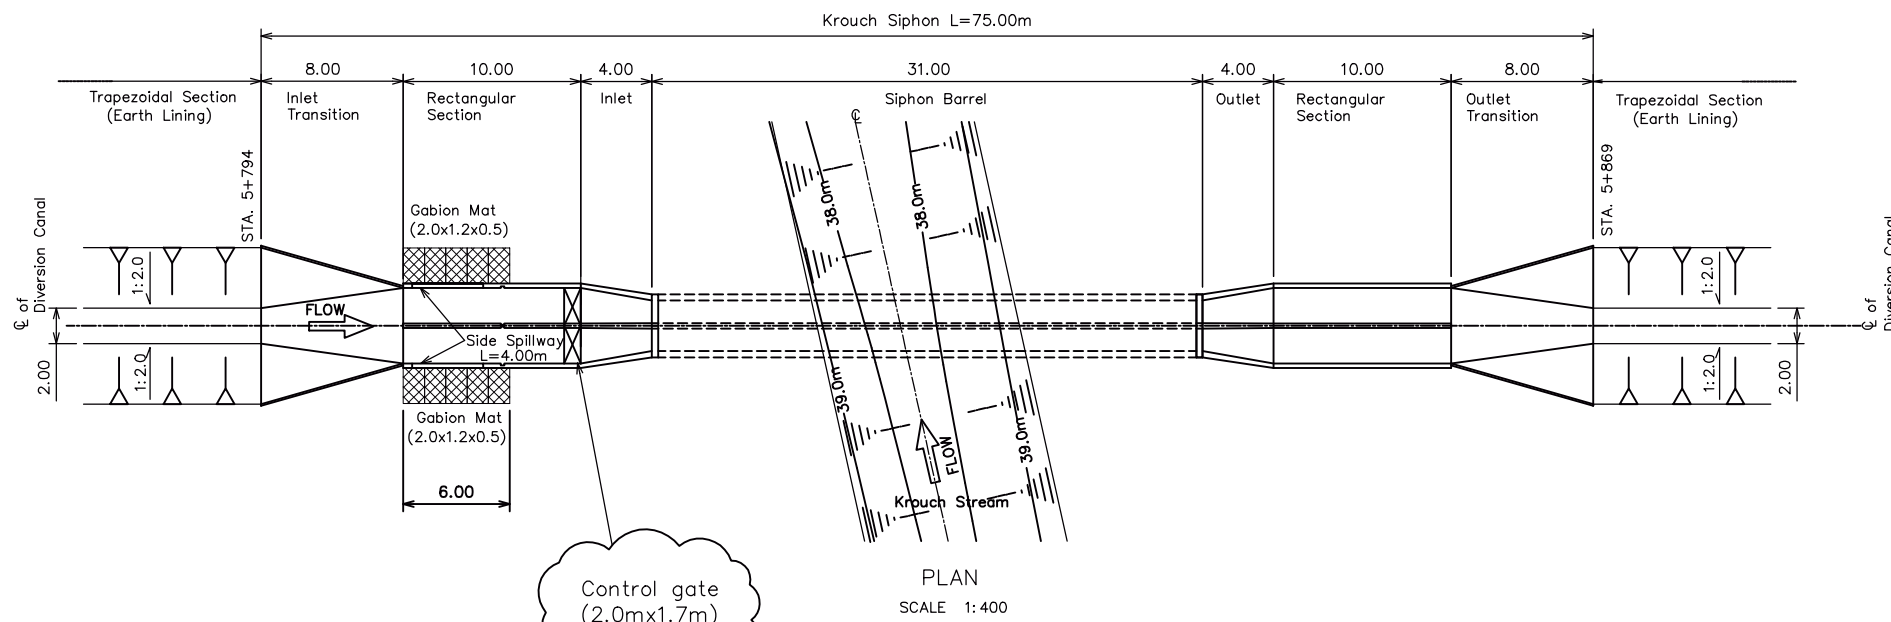 Krouch Siphon L=75.00m
8.00
10.00
4.00
31.00
4.00
10.00
8.00
Trapezoidal Section
(Earth Lining)
Inlet
Transition
Rectangular
Section
Inlet
Siphon Barrel
Outlet
Rectangular
Section
Outlet
Transition
Trapezoidal Section
(Earth Lining)
STA. 5+794
STA. 5+869
℄
℄ of
Diversion Canal
Gabion Mat
(2.0x1.2x0.5)
38.0m
38.0m
1:2.0
FLOW
Side Spillway
L=4.00m
1:2.0
2.00
39.0m
39.0m
Gabion Mat
(2.0x1.2x0.5)
6.00
FLOW
Krouch Stream
1:2.0
1:2.0
2.00
℄ of
Diversion Canal
Control gate
(2.0mx1.7m)
PLAN
SCALE 1:400